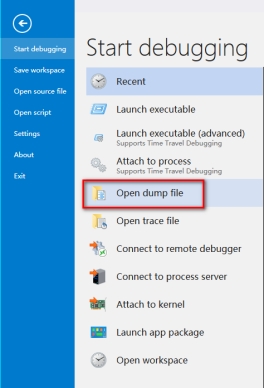 Start debugging
Save workspace
Open source file
Open script
Settings
About
Exit
Start debugging
Recent
Launch executable
Launch executable (advanced)
Supports Time Travel Debugging
Attach to process
Supports Time Travel Debugging
Open dump file
Open trace file
Connect to remote debugger
Connect to process server
Attach to kernel
Launch app package
Open workspace